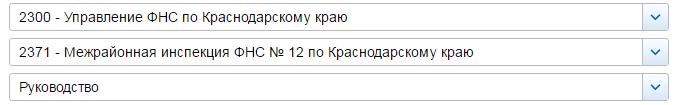 2300 - Управление ФНС по Краснодарскому краю
2371 - Межрайонная инспекция ФНС № 12 по Краснодарскому краю
Руководство